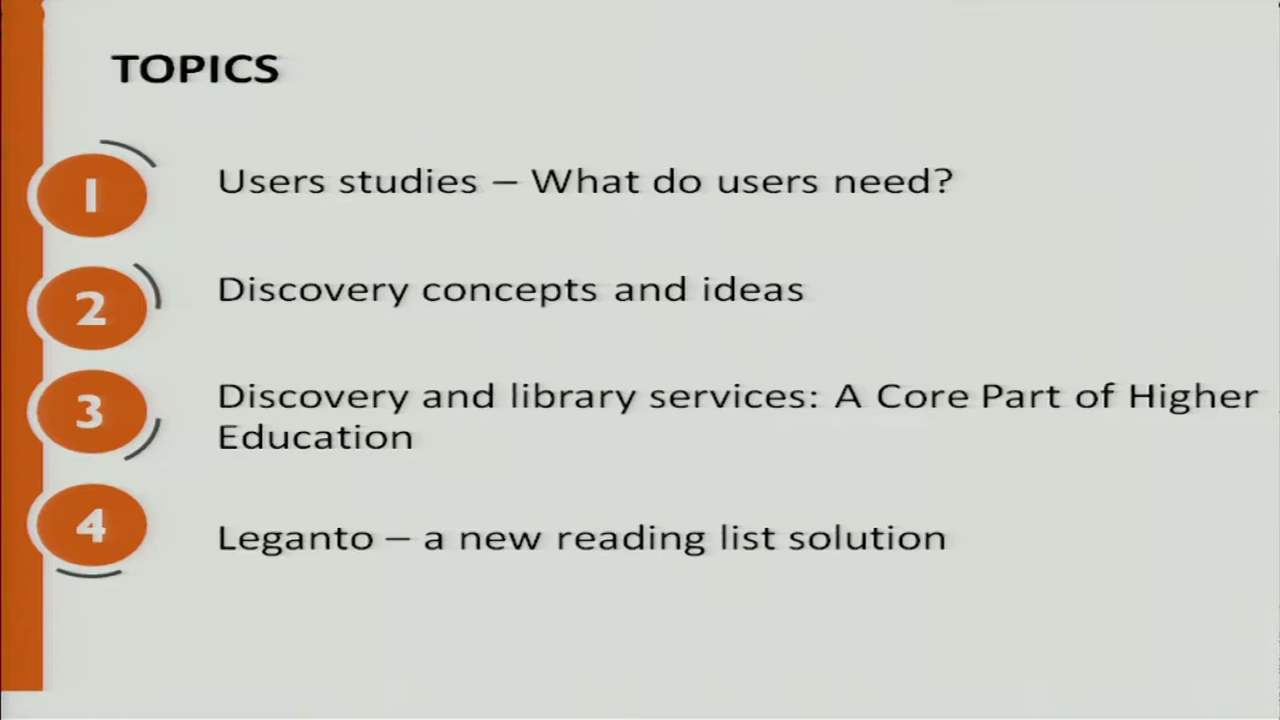 TOPICS
1
Users studies – What do users need?
2
Discovery concepts and ideas
3
Discovery and library services: A Core Part of Higher
Education
4
Leganto – a new reading list solution